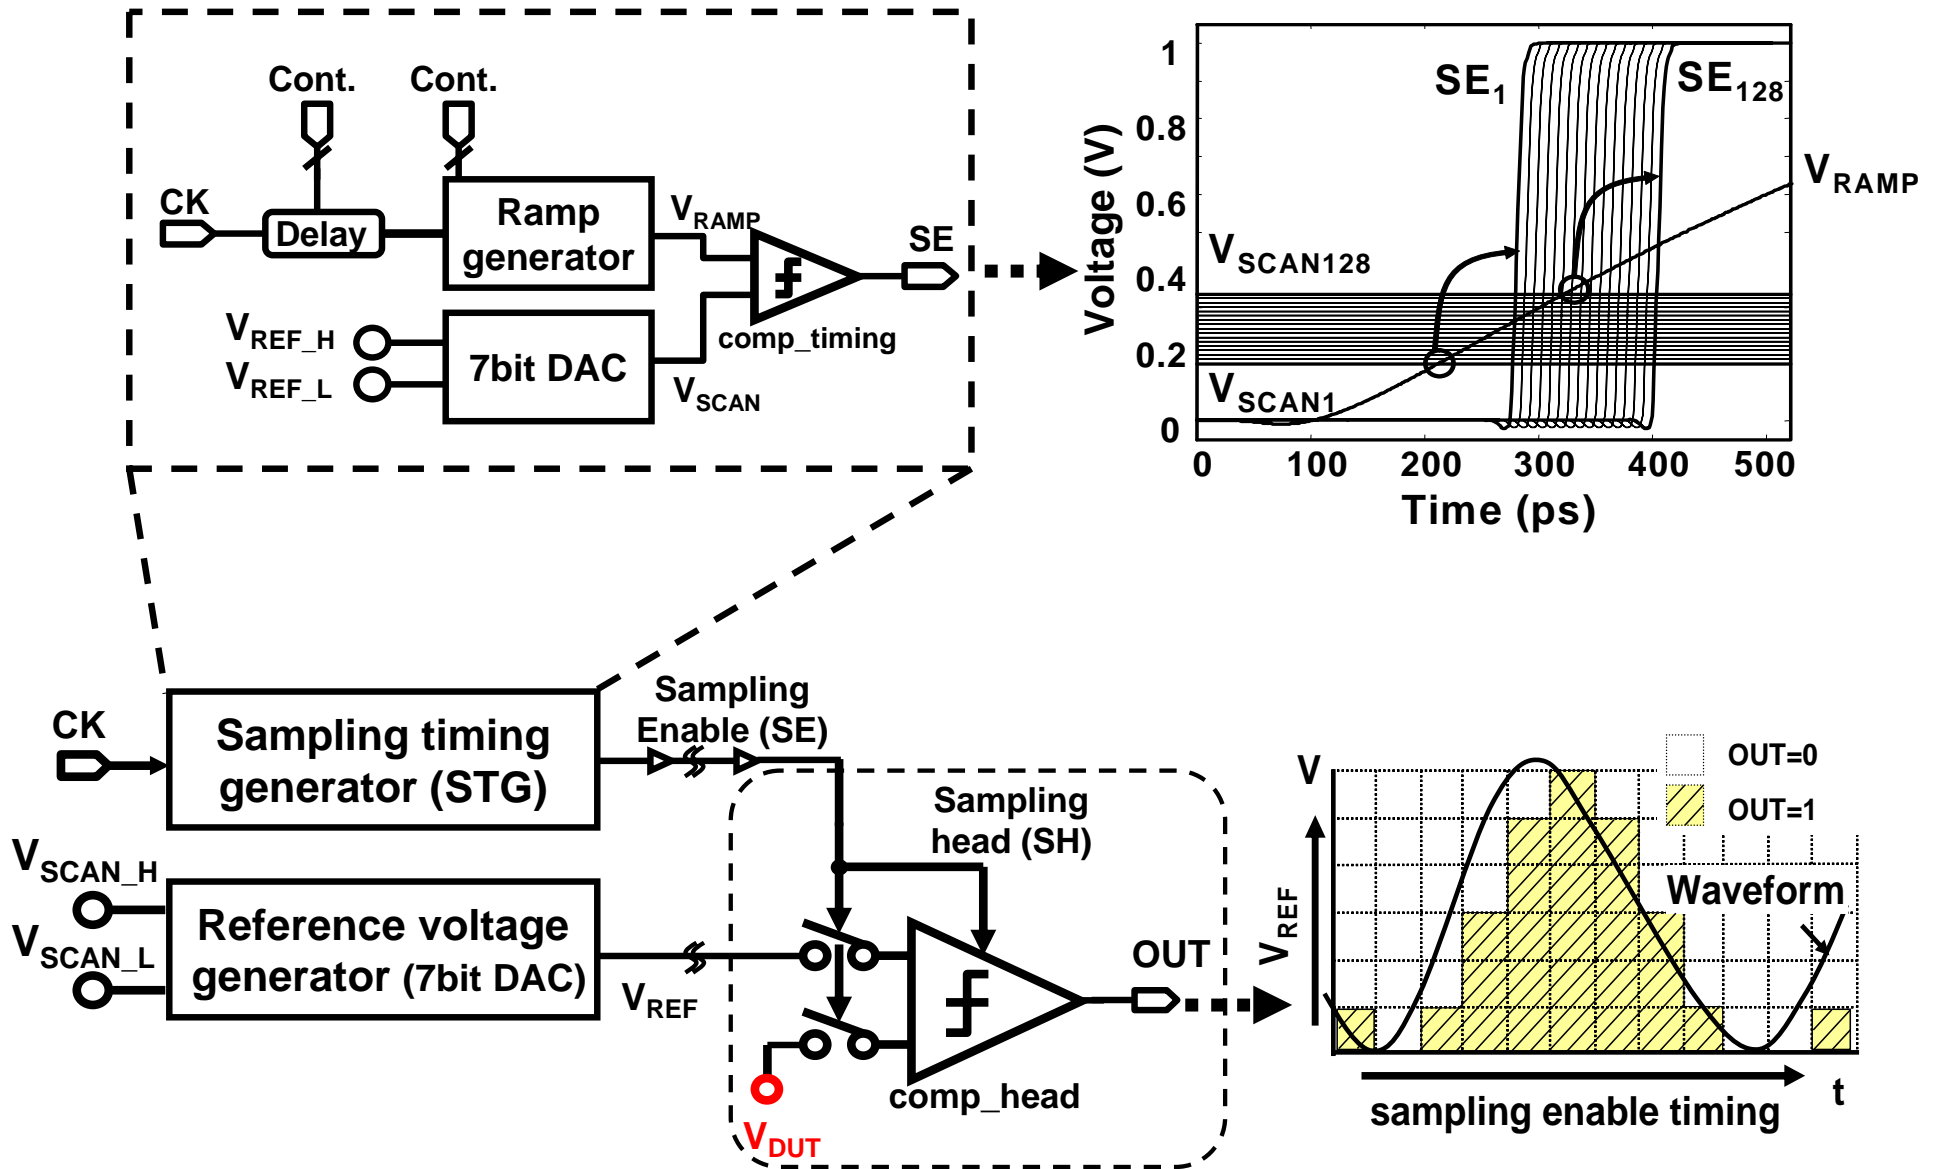 Cont. Cont.
CK
Delay
Ramp
generator
V_RAMP
SE
V_REF_H
V_REF_L
7bit DAC
V_SCAN
comp_timing
1
0.8
0.6
0.4
0.2
0
Voltage (V)
SE_1
SE_128
V_RAMP
V_SCAN128
V_SCAN1
0 100 200 300 400 500
Time (ps)
CK
Sampling timing
generator (STG)
Sampling
Enable (SE)
V_SCAN_H
V_SCAN_L
Reference voltage
generator (7bit DAC)
V_REF
Sampling
head (SH)
OUT
comp_head
V_DUT
V
V_REF
OUT=0
OUT=1
Waveform
t
sampling enable timing